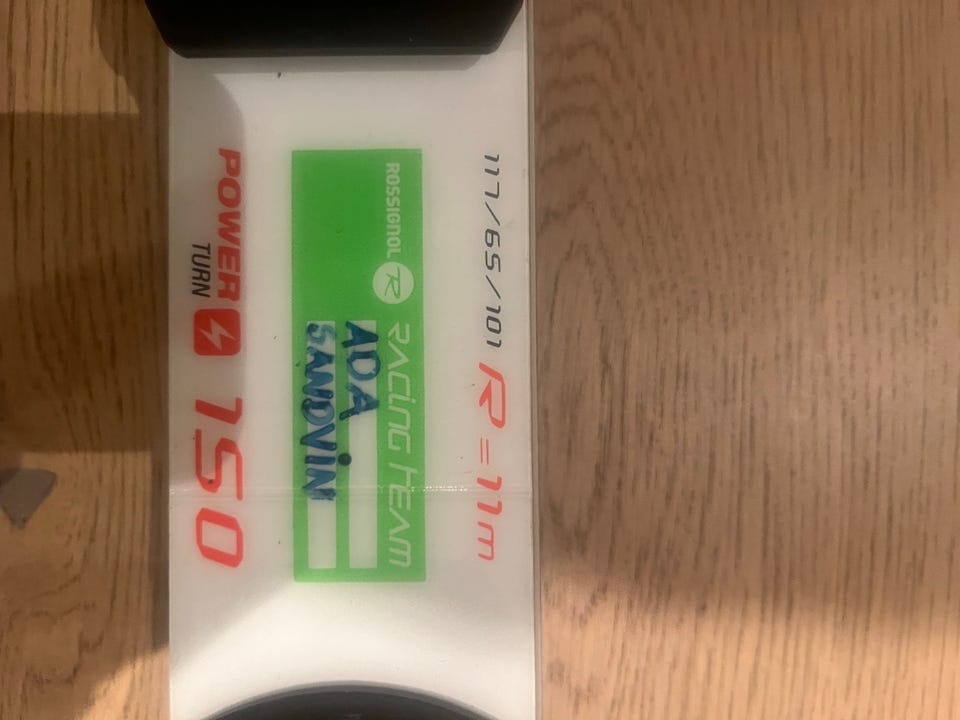 117/65/101 R=11m
ROSSIGNOL R RACING TEAM
ADA
SANDVIN
POWER 150
TURN